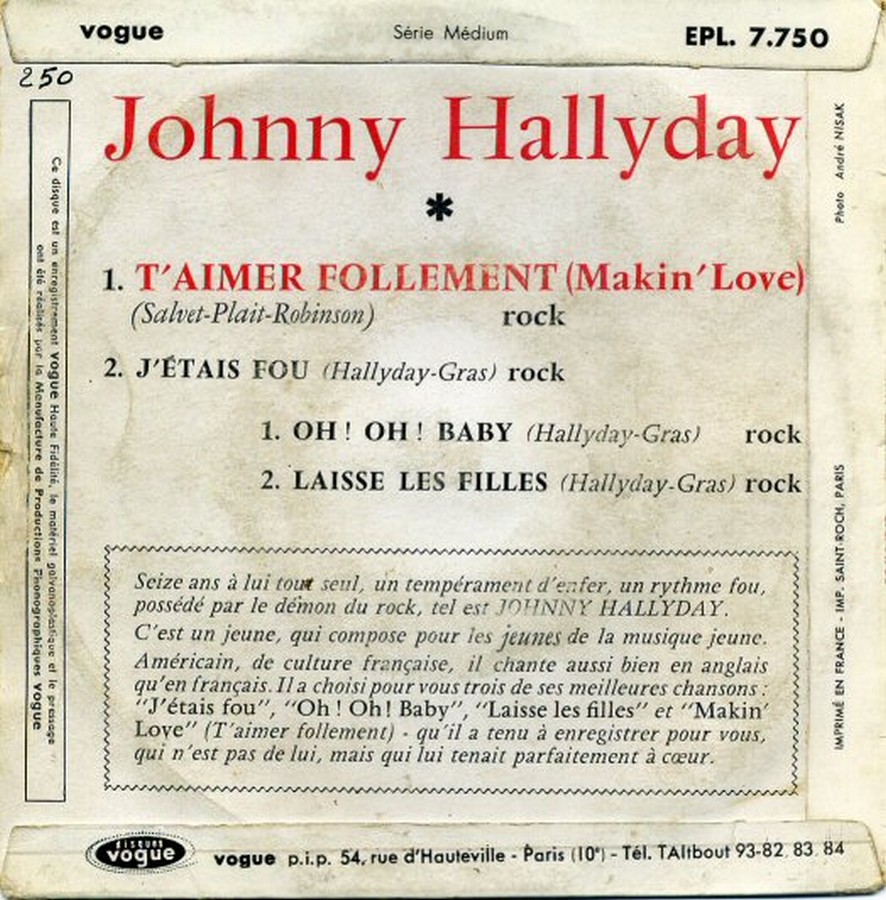 vogue Série Médium EPL. 7.750
250
Johnny Hallyday
*
1. T'AIMER FOLLEMENT (Makin' Love)
(Salvet-Plait-Robinson) rock
2. J'ÉTAIS FOU (Hallyday-Gras) rock
1. OH ! OH ! BABY (Hallyday-Gras) rock
2. LAISSE LES FILLES (Hallyday-Gras) rock
Seize ans à lui tout seul, un tempérament d'enfer, un rythme fou,
possédé par le démon du rock, tel est JOHNNY HALLYDAY.
C'est un jeune, qui compose pour les jeunes de la musique jeune.
Américain, de culture française, il chante aussi bien en anglais
qu'en français. Il a choisi pour vous trois de ses meilleures chansons :
"J'étais fou", "Oh ! Oh ! Baby", "Laisse les filles" et "Makin'
Love" (T'aimer follement) - qu'il a tenu à enregistrer pour vous,
qui n'est pas de lui, mais qui lui tenait parfaitement à cœur.
Ce disque est un enregistrement vogue Haute Fidélité, le matériel galvanoplastique et le pressage
ont été réalisés par la Manufacture de Productions Phonographiques vogue
Photo André NISAK
IMPRIMÉ EN FRANCE - IMP. SAINT-ROCH, PARIS
disques
vogue
vogue p.i.p. 54, rue d'Hauteville - Paris (10e) - Tél. TAItbout 93-82. 83. 84